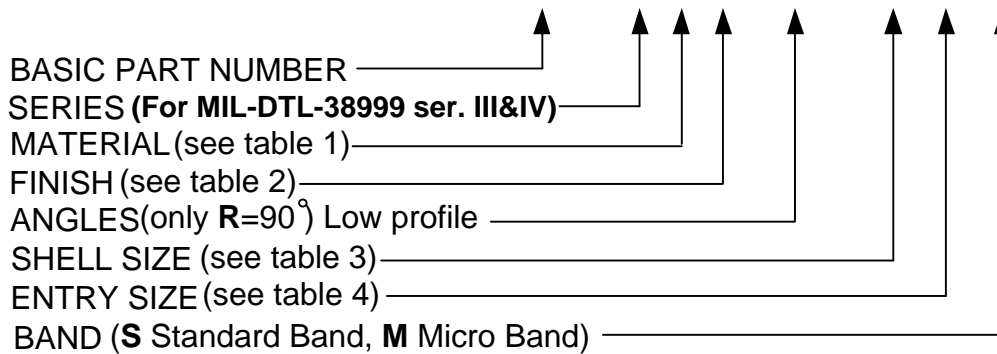 BASIC PART NUMBER
SERIES (For MIL-DTL-38999 ser. III&IV)
MATERIAL(see table 1)
FINISH (see table 2)
ANGLES(only R=90°) Low profile
SHELL SIZE (see table 3)
ENTRY SIZE(see table 4)
BAND (S Standard Band, M Micro Band)